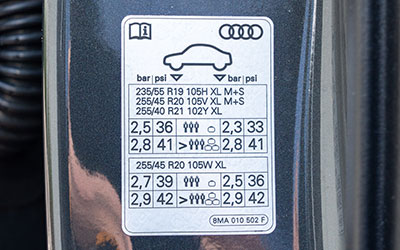 bar psi bar psi
235/55 R19 105H XL M+S
255/45 R20 105V XL M+S
255/40 R21 102Y XL
2,5 36 2,3 33
2,8 41 > 2,8 41
255/45 R20 105W XL
2,7 39 2,5 36
2,9 42 > 2,9 42
8MA 010 502 F